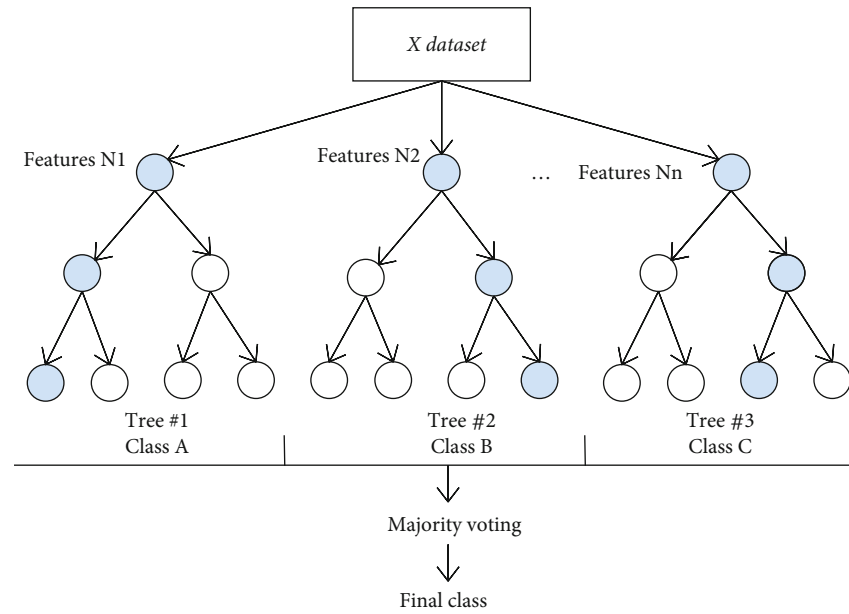 X dataset
Features N1
Features N2
... Features Nn
Tree #1
Class A
Tree #2
Class B
Tree #3
Class C
Majority voting
Final class